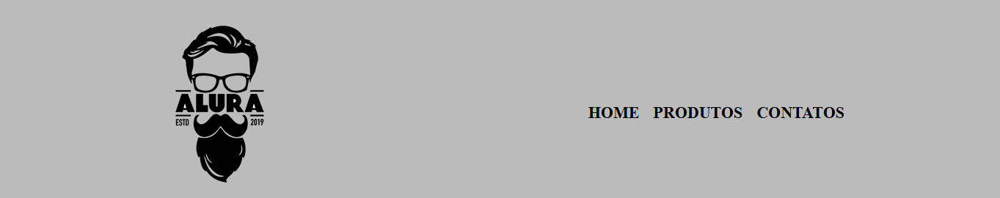 ALURA
ESTD 2019
HOME PRODUTOS CONTATOS